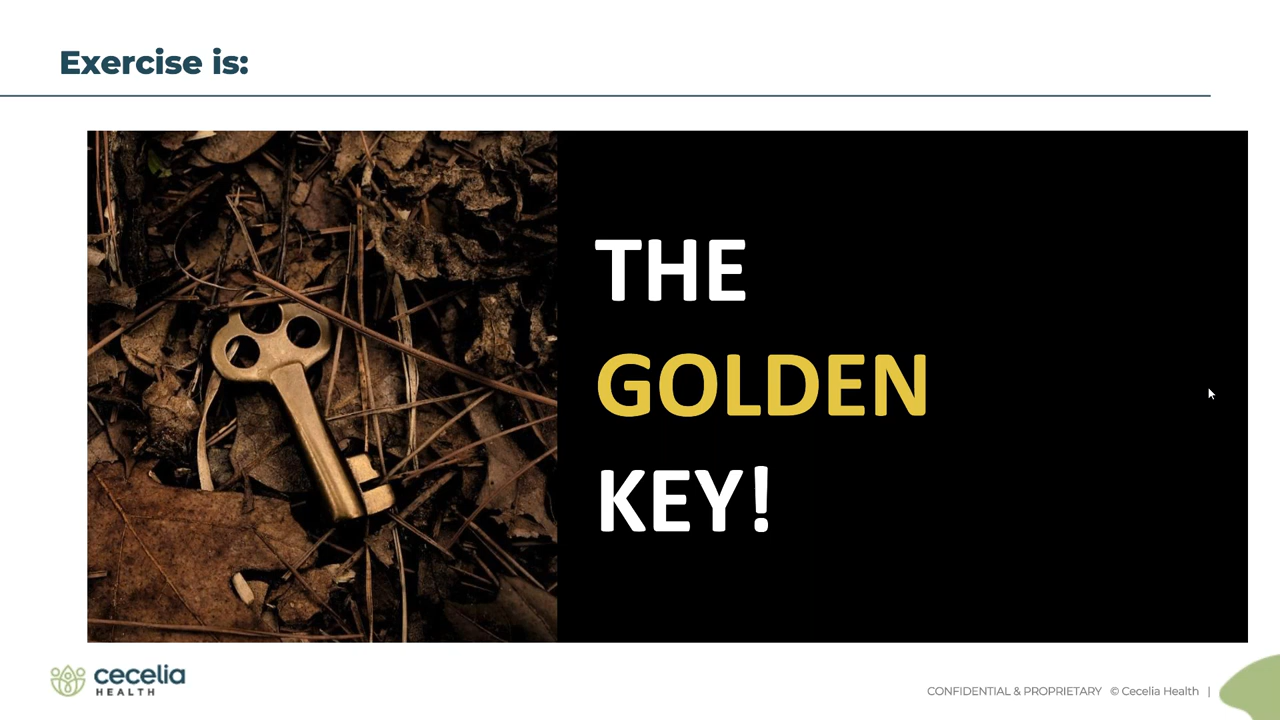 Exercise is:
THE
GOLDEN
KEY!
cecelia
HEALTH
CONFIDENTIAL & PROPRIETARY © Cecelia Health |